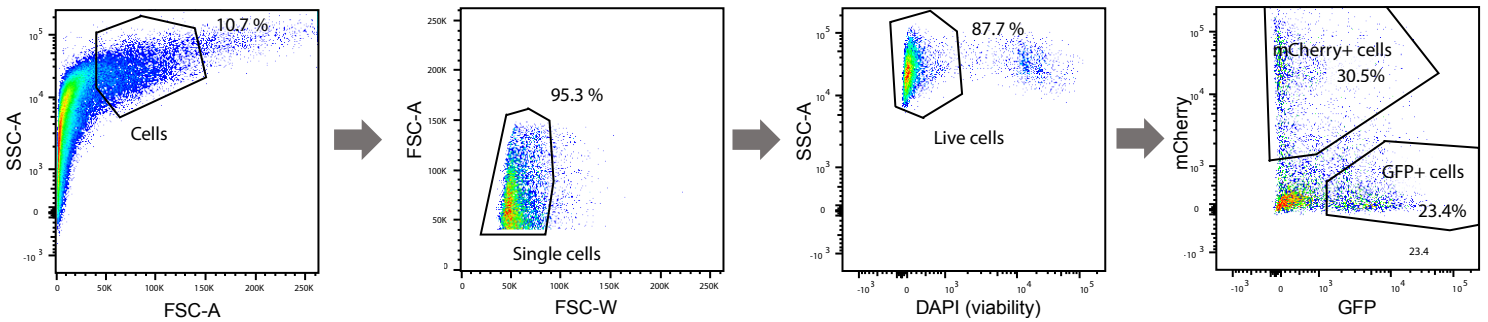 SSC-A
10⁵
10⁴
10³
0
-10³
10.7 %
Cells
0
50K
100K
150K
200K
250K
FSC-A
FSC-A
250K
200K
150K
100K
50K
0
95.3 %
Single cells
0
50K
100K
150K
200K
250K
FSC-W
SSC-A
10⁵
10⁴
10³
0
-10³
87.7 %
Live cells
-10³
0
10³
10⁴
10⁵
DAPI (viability)
mCherry
10⁵
10⁴
10³
0
-10³
mCherry+ cells
30.5%
GFP+ cells
23.4%
23.4
-10³
0
10³
10⁴
10⁵
GFP